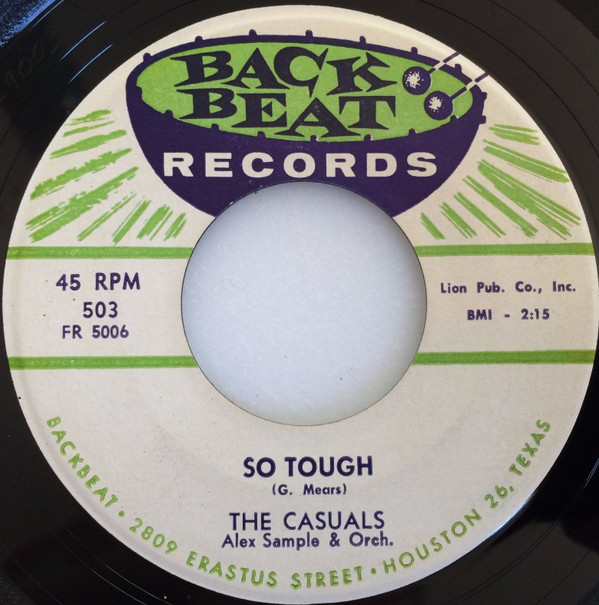 BACK
BEAT
RECORDS
45 RPM
503
FR 5006
Lion Pub. Co., Inc.
BMI - 2:15
SO TOUGH
(G. Mears)
THE CASUALS
Alex Sample & Orch.
BACKBEAT • 2809 ERASTUS STREET • HOUSTON 26, TEXAS